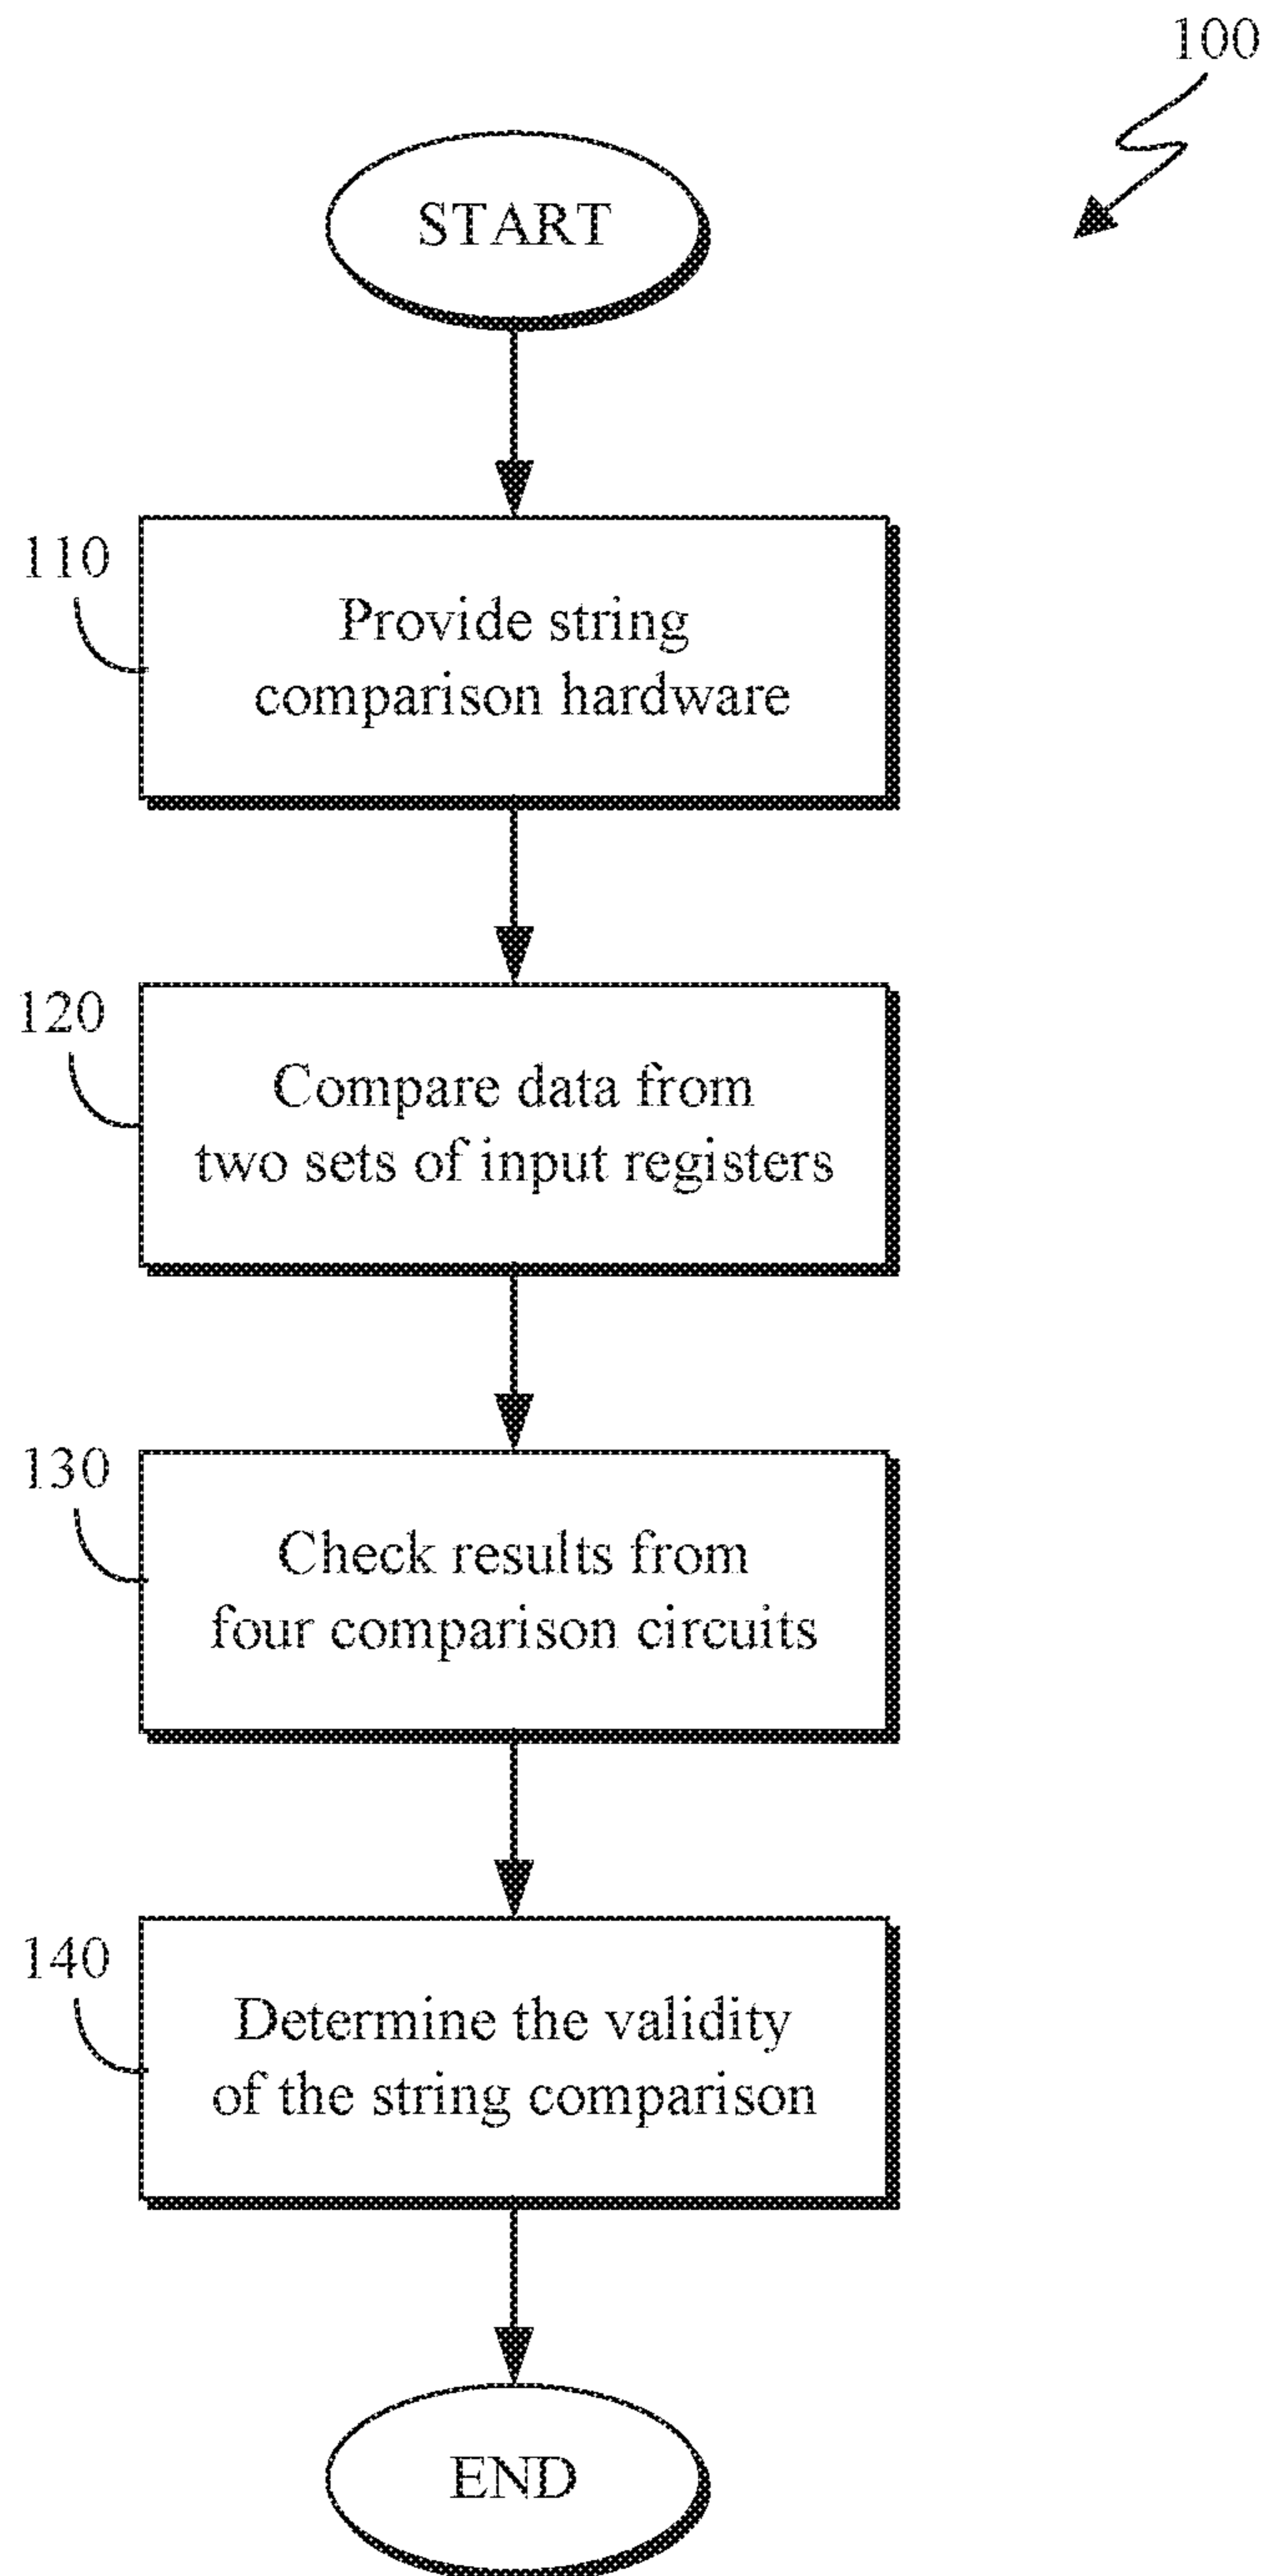 100
START
110
Provide string
comparison hardware
120
Compare data from
two sets of input registers
130
Check results from
four comparison circuits
140
Determine the validity
of the string comparison
END